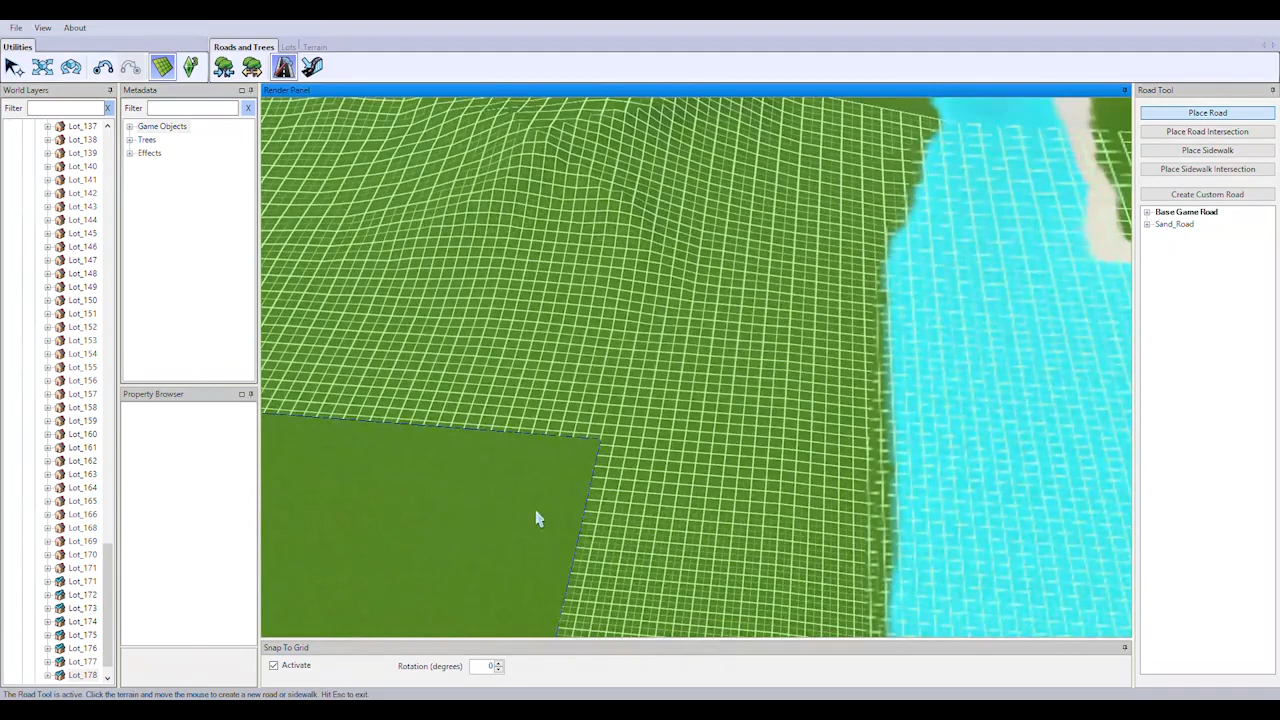 File View About
Utilities
Roads and Trees Lots Terrain
World Layers
Filter X
Lot_137
Lot_138
Lot_139
Lot_140
Lot_141
Lot_142
Lot_143
Lot_144
Lot_145
Lot_146
Lot_147
Lot_148
Lot_149
Lot_150
Lot_151
Lot_152
Lot_153
Lot_154
Lot_155
Lot_156
Lot_157
Lot_158
Lot_159
Lot_160
Lot_161
Lot_162
Lot_163
Lot_164
Lot_165
Lot_166
Lot_168
Lot_169
Lot_170
Lot_171
Lot_171
Lot_172
Lot_173
Lot_174
Lot_175
Lot_176
Lot_177
Lot_178
Metadata
Filter X
Game Objects
Trees
Effects
Property Browser
Render Panel
Snap To Grid
Activate Rotation (degrees) 0
Road Tool
Place Road
Place Road Intersection
Place Sidewalk
Place Sidewalk Intersection
Create Custom Road
Base Game Road
Sand_Road
The Road Tool is active. Click the terrain and move the mouse to create a new road or sidewalk. Hit Esc to exit.